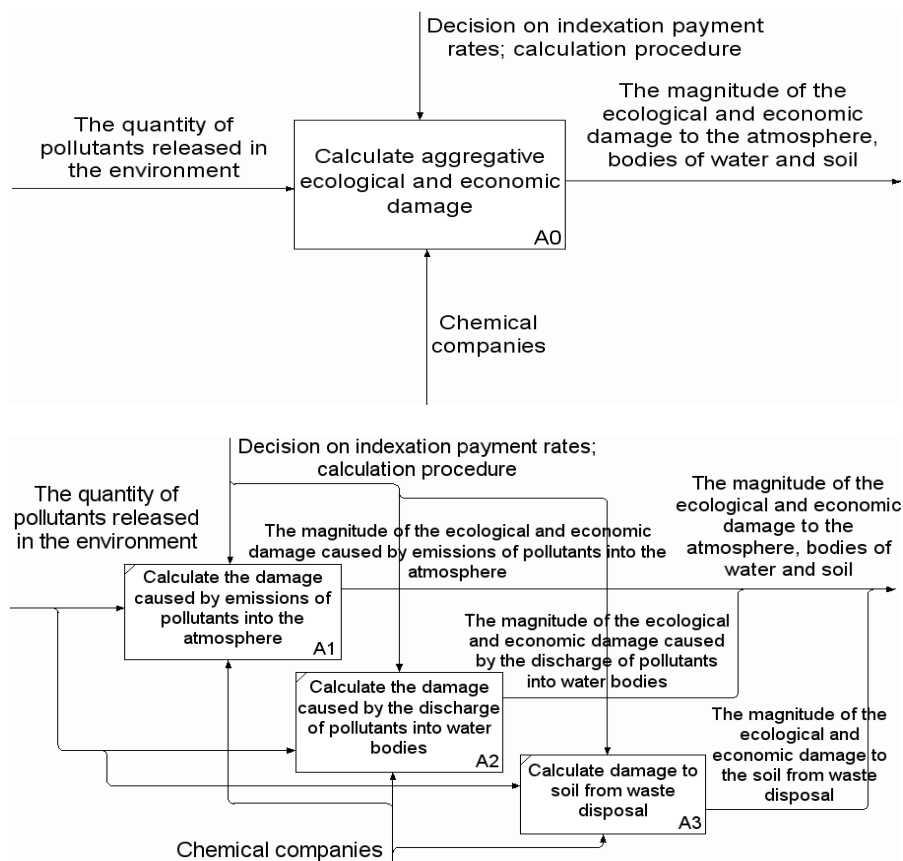 Decision on indexation payment
rates; calculation procedure
The magnitude of the
ecological and economic
damage to the atmosphere,
bodies of water and soil
The quantity of
pollutants released in
the environment
Calculate aggregative
ecological and economic
damage
A0
Chemical
companies
Decision on indexation payment rates;
calculation procedure
The quantity of
pollutants released
in the environment
The magnitude of the ecological and economic
damage caused by emissions of pollutants into the
atmosphere
The magnitude of the
ecological and economic
damage to the
atmosphere, bodies of
water and soil
Calculate the damage
caused by emissions of
pollutants into the
atmosphere
A1
The magnitude of the ecological
and economic damage caused
by the discharge of pollutants
into water bodies
Calculate the damage
caused by the discharge
of pollutants into water
bodies
A2
The magnitude of the
ecological and
economic damage to
the soil from waste
disposal
Calculate damage to
soil from waste
disposal
A3
Chemical companies